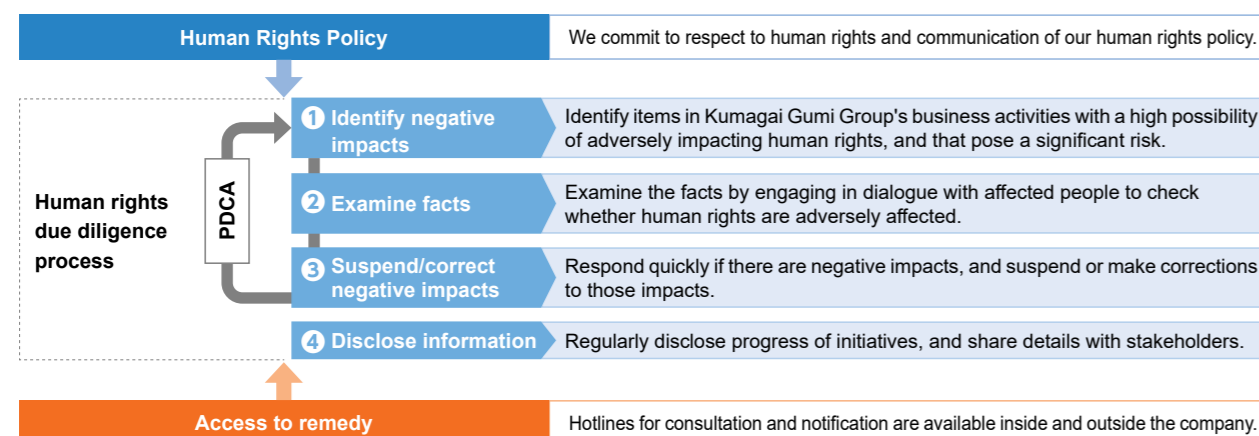 Human Rights Policy
We commit to respect to human rights and communication of our human rights policy.
Human rights
due diligence
process
PDCA
1 Identify negative
impacts
Identify items in Kumagai Gumi Group's business activities with a high possibility
of adversely impacting human rights, and that pose a significant risk.
2 Examine facts
Examine the facts by engaging in dialogue with affected people to check
whether human rights are adversely affected.
3 Suspend/correct
negative impacts
Respond quickly if there are negative impacts, and suspend or make corrections
to those impacts.
4 Disclose information
Regularly disclose progress of initiatives, and share details with stakeholders.
Access to remedy
Hotlines for consultation and notification are available inside and outside the company.